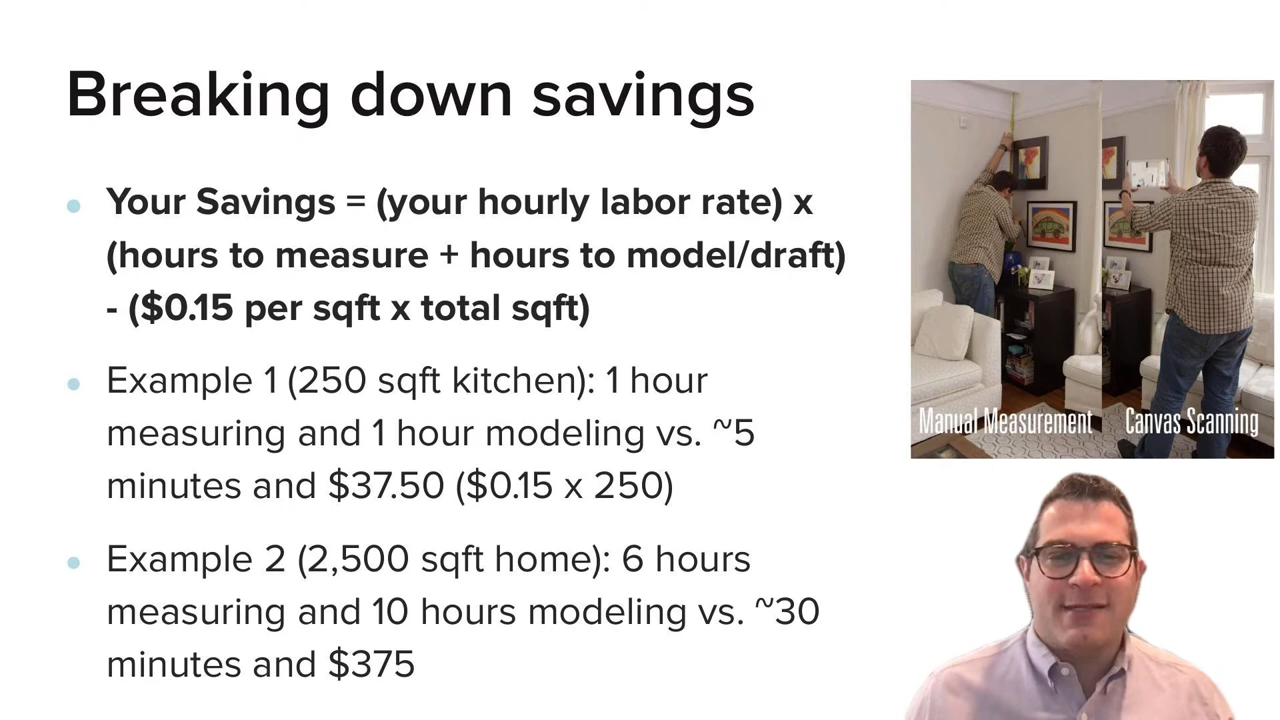 Breaking down savings
Your Savings = (your hourly labor rate) x
(hours to measure + hours to model/draft)
- ($0.15 per sqft x total sqft)
Example 1 (250 sqft kitchen): 1 hour
measuring and 1 hour modeling vs. ~5
minutes and $37.50 ($0.15 x 250)
Example 2 (2,500 sqft home): 6 hours
measuring and 10 hours modeling vs. ~30
minutes and $375
Manual Measurement
Canvas Scanning